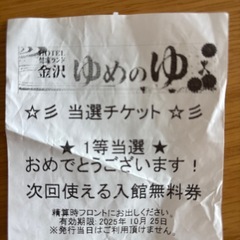 HOTEL
金沢
ゆめのゆ
☆彡 当選チケット ☆彡
★
1等当選
★
おめでとうございます！
次回使える入館無料券
精算時フロントにお出しください。
有効期限 2025年10月25日
※発行当日はご利用頂けません。